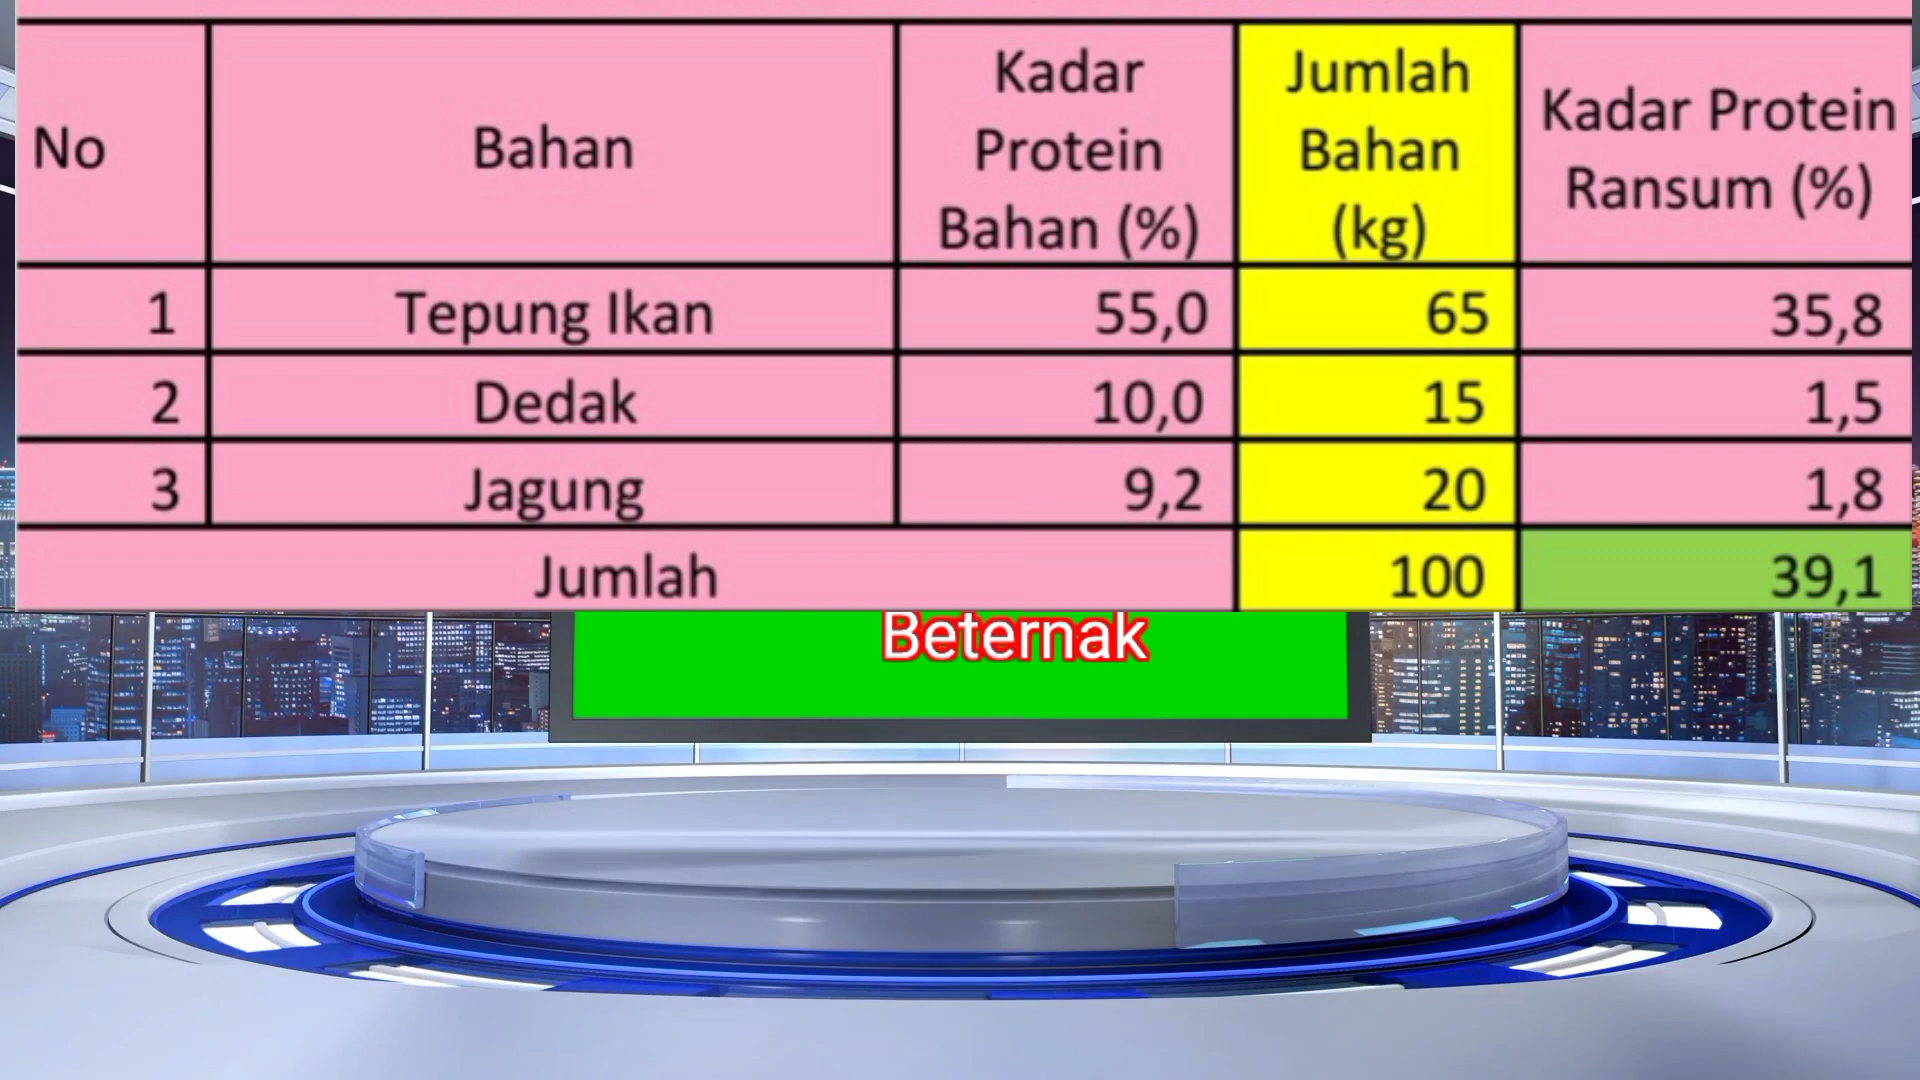 No Bahan Kadar Protein Bahan (%) Jumlah Bahan (kg) Kadar Protein Ransum (%)
1 Tepung Ikan 55,0 65 35,8
2 Dedak 10,0 15 1,5
3 Jagung 9,2 20 1,8
Jumlah 100 39,1
Beternak